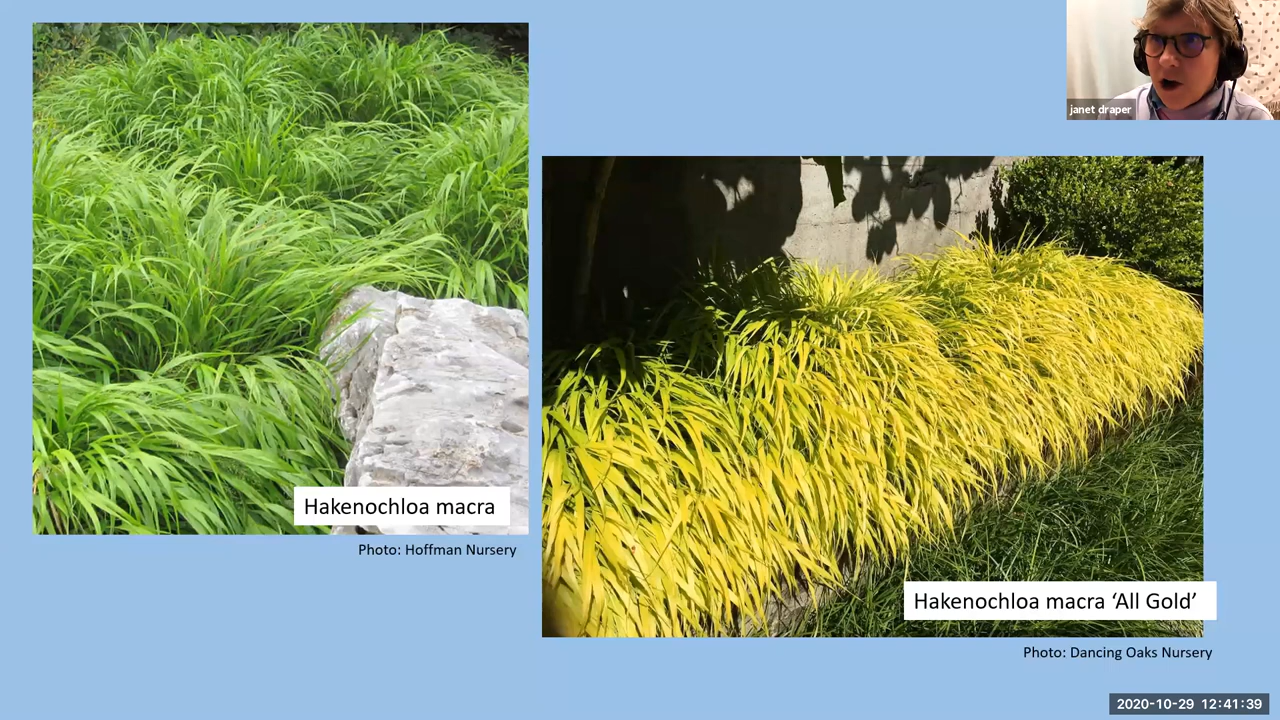 janet draper
Hakenochloa macra
Photo: Hoffman Nursery
Hakenochloa macra ‘All Gold’
Photo: Dancing Oaks Nursery
2020-10-29 12:41:39